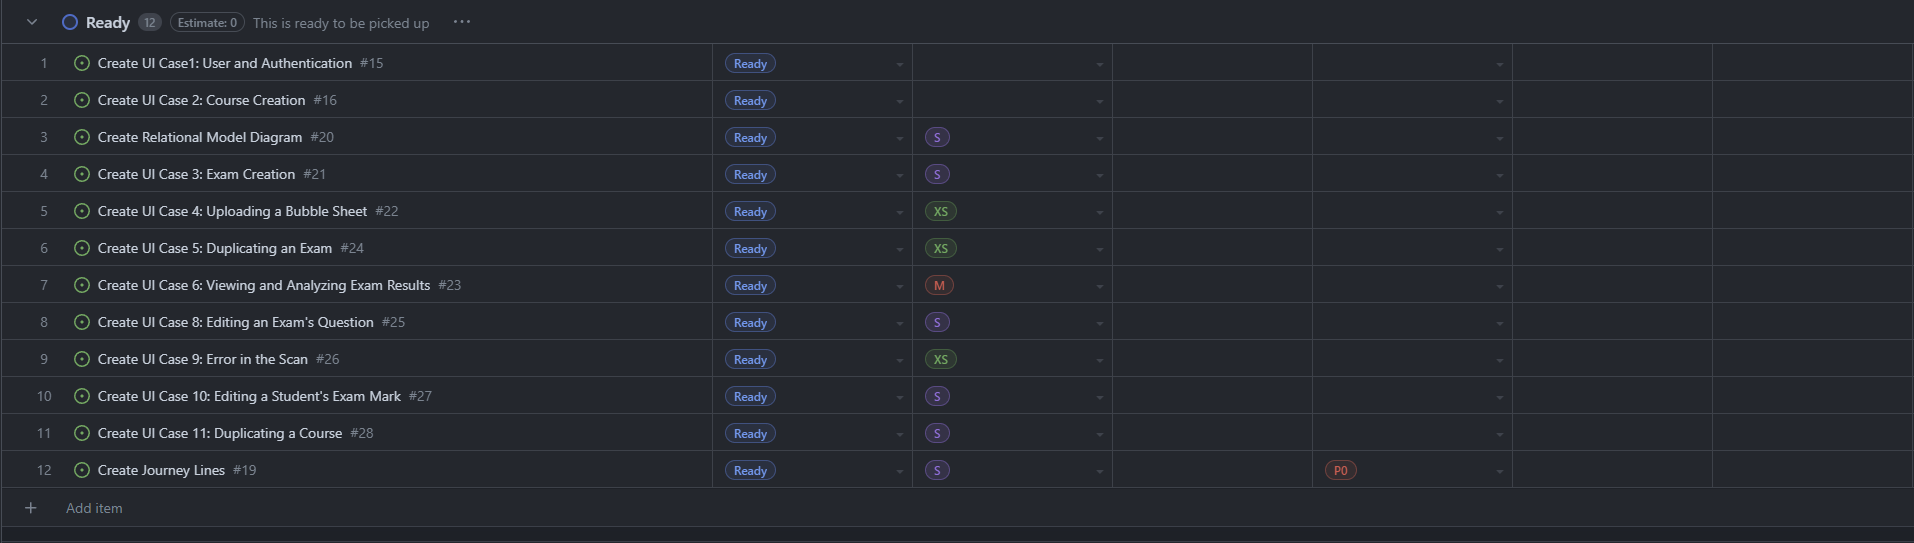 Ready 12 Estimate: 0 This is ready to be picked up ...
1 Create UI Case1: User and Authentication #15 Ready
2 Create UI Case 2: Course Creation #16 Ready
3 Create Relational Model Diagram #20 Ready S
4 Create UI Case 3: Exam Creation #21 Ready S
5 Create UI Case 4: Uploading a Bubble Sheet #22 Ready XS
6 Create UI Case 5: Duplicating an Exam #24 Ready XS
7 Create UI Case 6: Viewing and Analyzing Exam Results #23 Ready M
8 Create UI Case 8: Editing an Exam's Question #25 Ready S
9 Create UI Case 9: Error in the Scan #26 Ready XS
10 Create UI Case 10: Editing a Student's Exam Mark #27 Ready S
11 Create UI Case 11: Duplicating a Course #28 Ready S
12 Create Journey Lines #19 Ready S P0
+ Add item